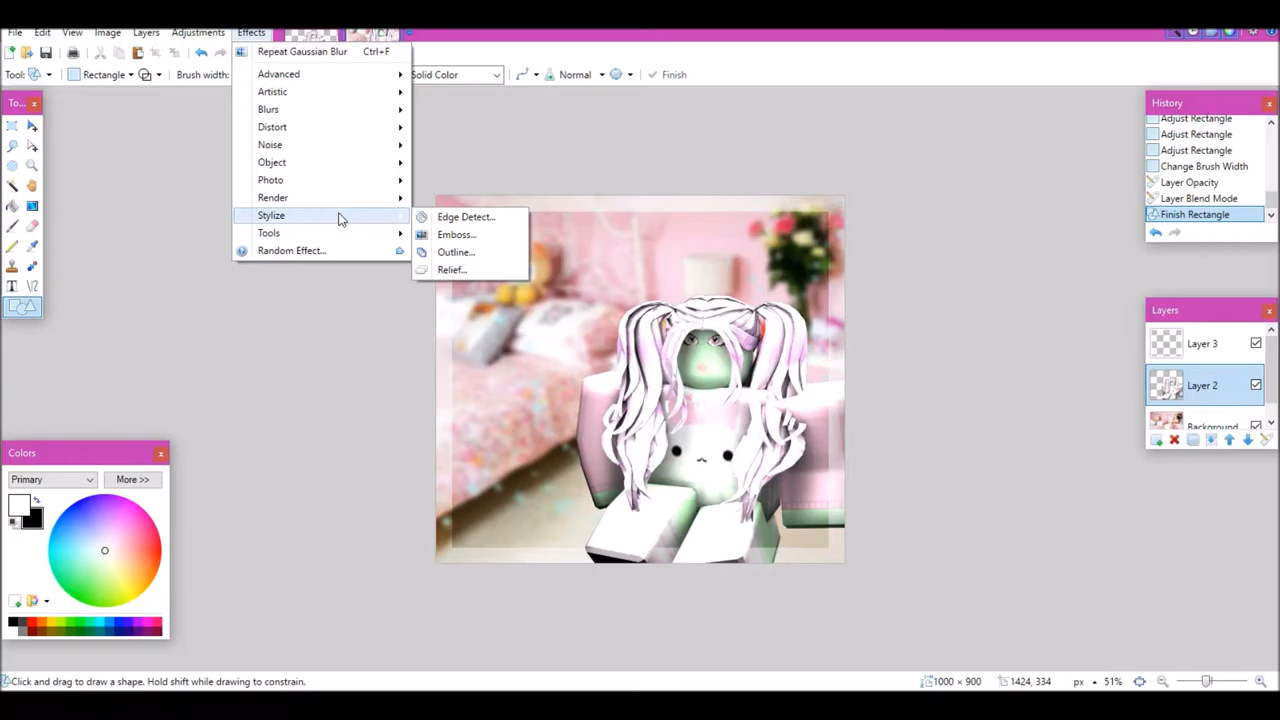 File Edit View Image Layers Adjustments Effects
Tool: Rectangle Brush width: Solid Color Normal Finish
Repeat Gaussian Blur Ctrl+F
Advanced
Artistic
Blurs
Distort
Noise
Object
Photo
Render
Stylize
Tools
Random Effect...
Edge Detect...
Emboss...
Outline...
Relief...
To...
History
Adjust Rectangle
Adjust Rectangle
Adjust Rectangle
Change Brush Width
Layer Opacity
Layer Blend Mode
Finish Rectangle
Layers
Layer 3
Layer 2
Background
Colors
Primary More >>
Click and drag to draw a shape. Hold shift while drawing to constrain. 1000 × 900 1424, 334 px 51%